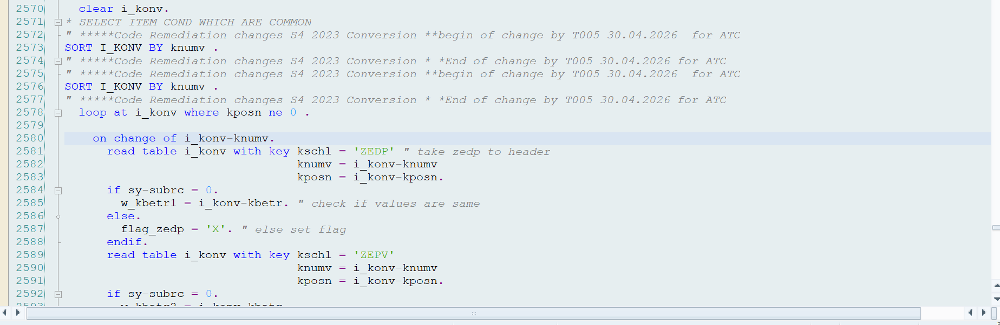 2570 clear i_konv.
2571 * SELECT ITEM COND WHICH ARE COMMON
2572 " *****Code Remediation changes S4 2023 Conversion **begin of change by T005 30.04.2026  for ATC
2573 SORT I_KONV BY knumv .
2574 " *****Code Remediation changes S4 2023 Conversion * *End of change by T005 30.04.2026 for ATC
2575 " *****Code Remediation changes S4 2023 Conversion **begin of change by T005 30.04.2026  for ATC
2576 SORT I_KONV BY knumv .
2577 " *****Code Remediation changes S4 2023 Conversion * *End of change by T005 30.04.2026 for ATC
2578 loop at i_konv where kposn ne 0 .
2579
2580 on change of i_konv-knumv.
2581 read table i_konv with key kschl = 'ZEDP' " take zedp to header
2582 knumv = i_konv-knumv
2583 kposn = i_konv-kposn.
2584 if sy-subrc = 0.
2585 w_kbetr1 = i_konv-kbetr. " check if values are same
2586 else.
2587 flag_zedp = 'X'. " else set flag
2588 endif.
2589 read table i_konv with key kschl = 'ZEPV'
2590 knumv = i_konv-knumv
2591 kposn = i_konv-kposn.
2592 if sy-subrc = 0.
2593 w_kbetr2 = i_konv-kbetr.